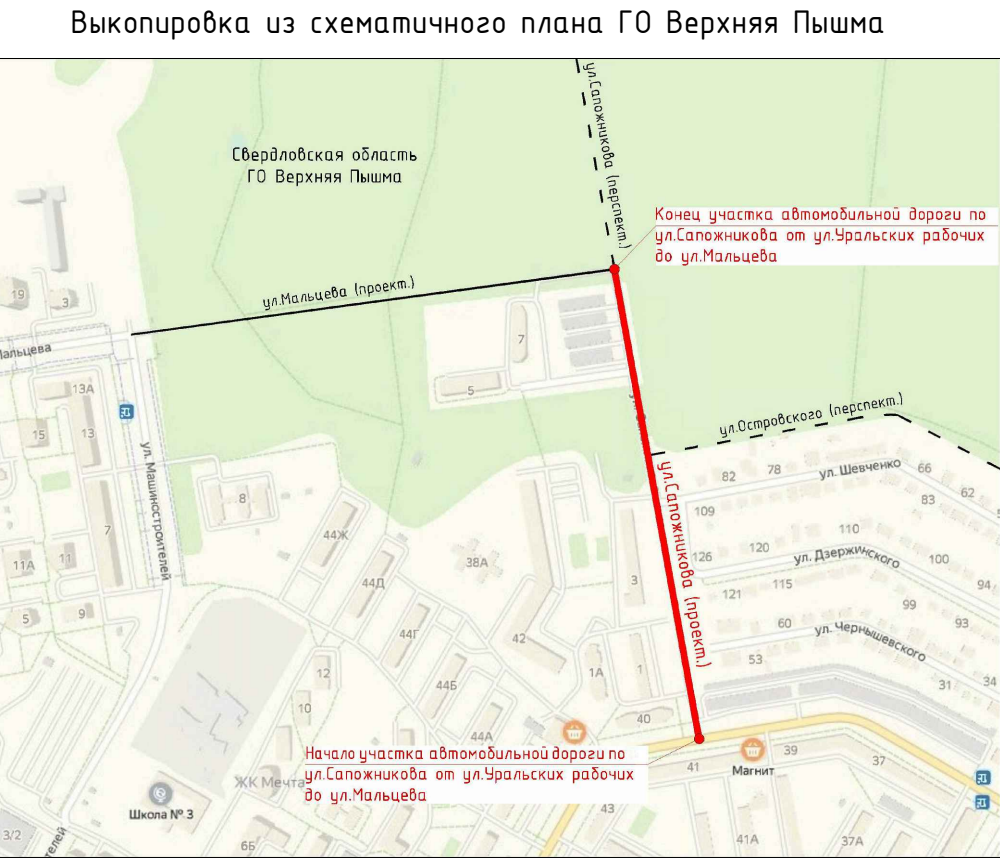 Выкопировка из схематичного плана ГО Верхняя Пышма
ул.Сапожникова (перспект.)
Свердловская область
ГО Верхняя Пышма
Конец участка автомобильной дороги по
ул.Сапожникова от ул.Уральских рабочих
до ул.Мальцева
ул.Мальцева (проект.)
19
3
7
Мальцева
5
13А
15
13
ул.Островского (перспект.)
ул. Машиностроителей
82
78
ул. Шевченко
66
62
83
109
8
7
44Ж
38А
ул.Сапожникова (проект.)
110
120
126
ул. Дзержинского
100
94
11А
11
44Д
3
121
115
99
93
5
9
44Г
42
60
ул. Чернышевского
53
12
44Б
1А
1
31
34
10
40
44А
Начало участка автомобильной дороги по
ул.Сапожникова от ул.Уральских рабочих
до ул.Мальцева
41
Магнит
39
37
ЖК Мечта
Школа № 3
43
3/2
телей
6Б
41А
37А